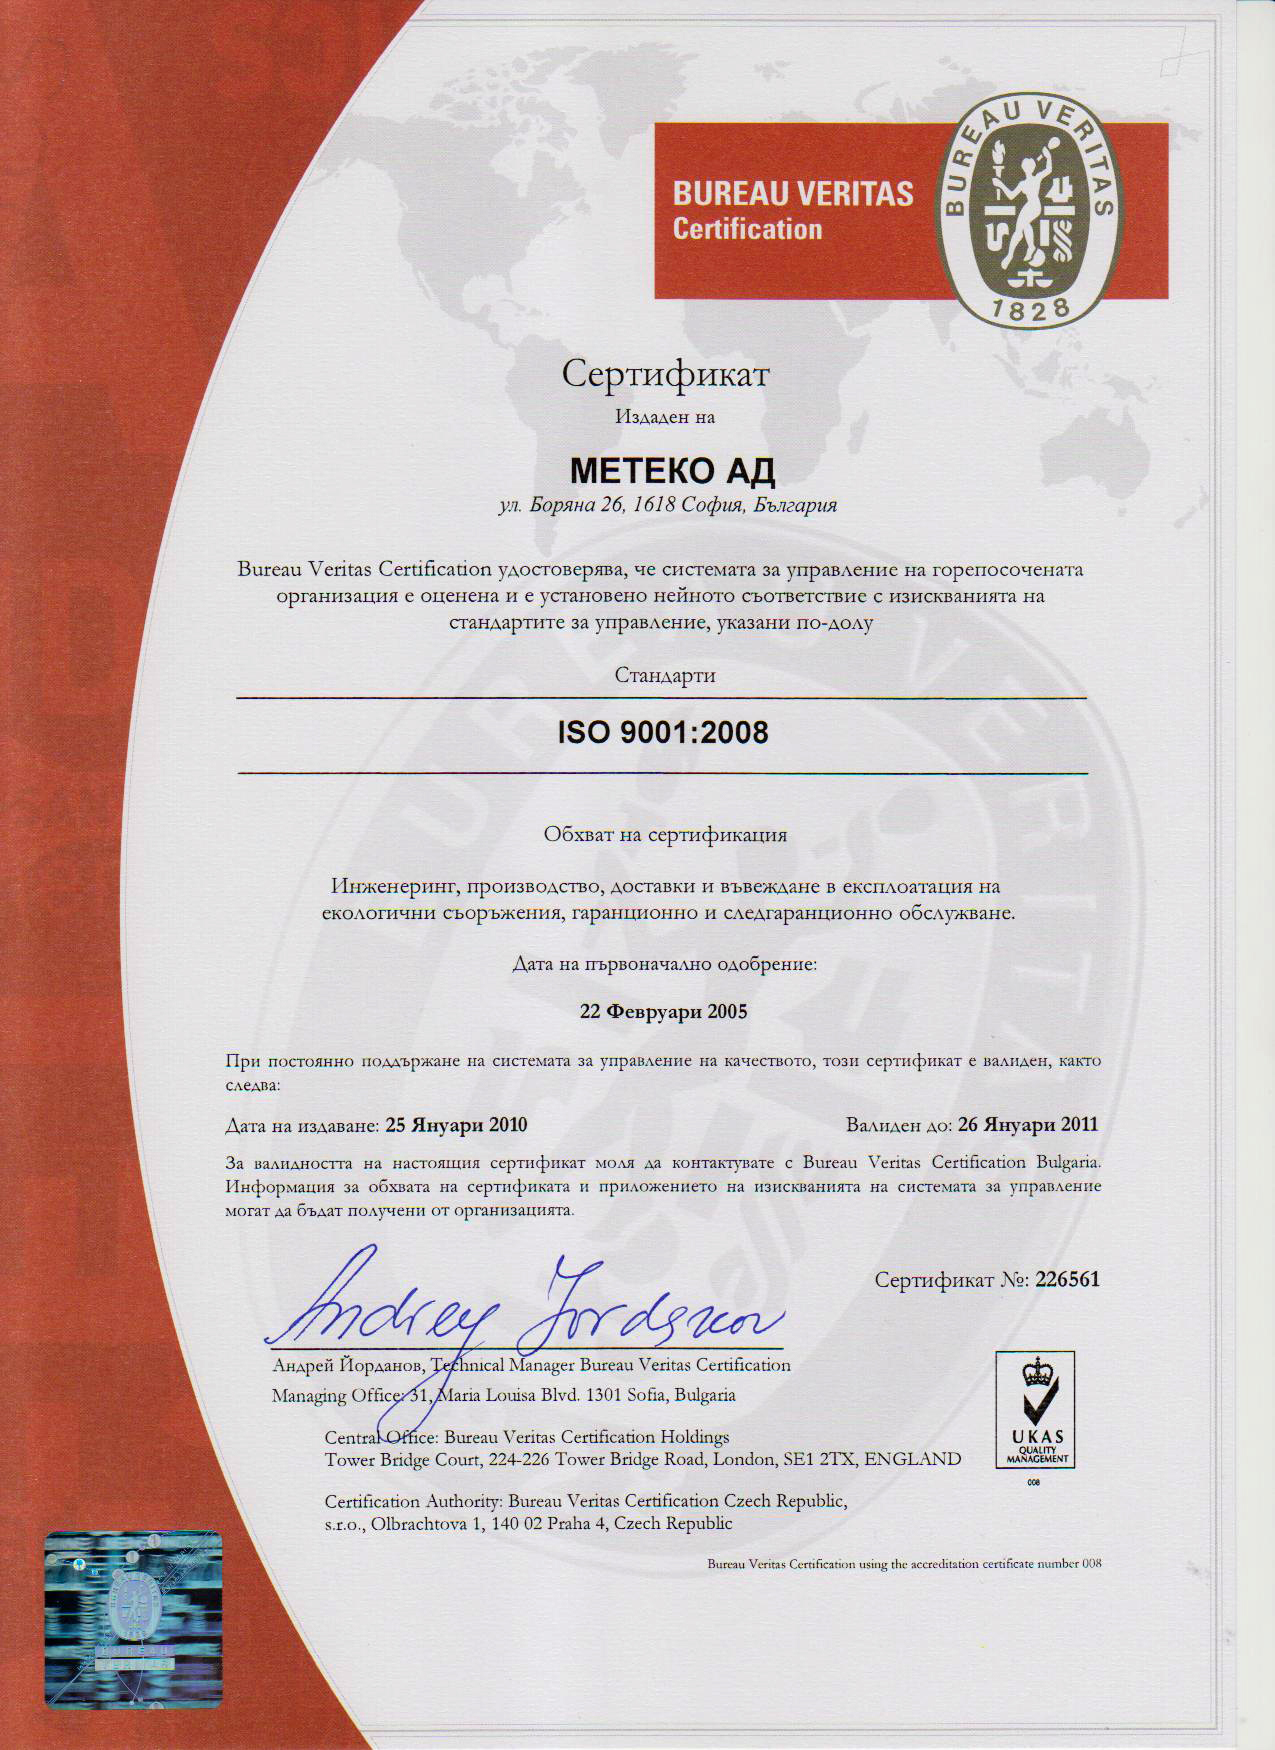 BUREAU VERITAS
Certification
BUREAU VERITAS
1828
Сертификат
Издаден на
МЕТЕКО АД
ул. Боряна 26, 1618 София, България
Bureau Veritas Certification удостоверява, че системата за управление на горепосочената
организация е оценена и е установено нейното съответствие с изискванията на
стандартите за управление, указани по-долу
Стандарти
ISO 9001:2008
Обхват на сертификация
Инженеринг, производство, доставки и въвеждане в експлоатация на
екологични съоръжения, гаранционно и следгаранционно обслужване.
Дата на първоначално одобрение:
22 Февруари 2005
При постоянно поддържане на системата за управление на качеството, този сертификат е валиден, както
следва:
Дата на издаване: 25 Януари 2010 Валиден до: 26 Януари 2011
За валидността на настоящия сертификат моля да контактувате с Bureau Veritas Certification Bulgaria.
Информация за обхвата на сертификата и приложението на изискванията на системата за управление
могат да бъдат получени от организацията.
Сертификат №: 226561
Andrey Jordanov
Андрей Йорданов, Technical Manager Bureau Veritas Certification
Managing Office: 31, Maria Louisa Blvd. 1301 Sofia, Bulgaria
Central Office: Bureau Veritas Certification Holdings
Tower Bridge Court, 224-226 Tower Bridge Road, London, SE1 2TX, ENGLAND
Certification Authority: Bureau Veritas Certification Czech Republic,
s.r.o., Olbrachtova 1, 140 02 Praha 4, Czech Republic
UKAS
QUALITY
MANAGEMENT
008
Bureau Veritas Certification using the accreditation certificate number 008
BUREAU
VERITAS